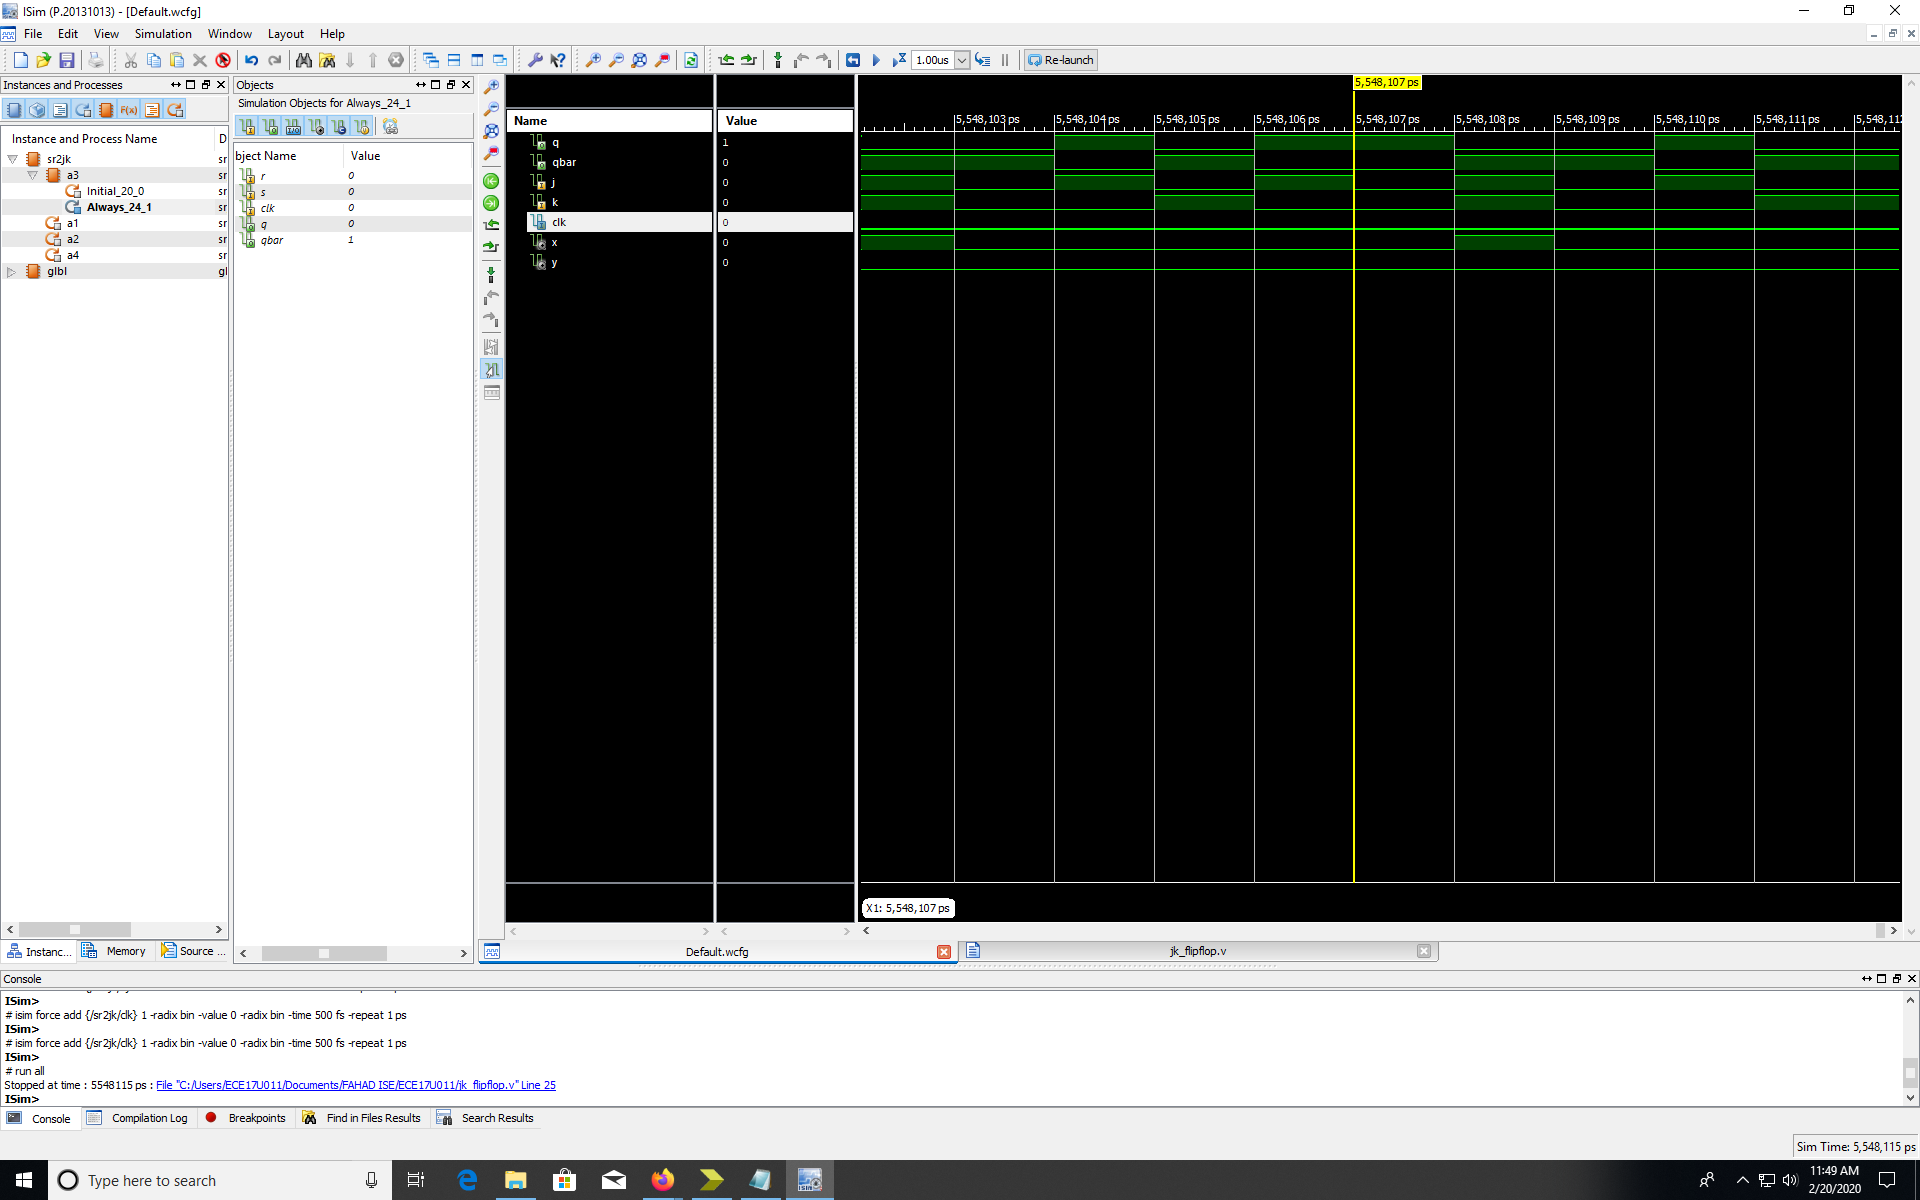 ISim (P.20131013) - [Default.wcfg]
File Edit View Simulation Window Layout Help
1.00us
Re-launch
Instances and Processes
Instance and Process Name D
sr2jk sr
a3 sr
Initial_20_0 sr
Always_24_1 sr
a1 sr
a2 sr
a4 sr
glbl gl
Objects
Simulation Objects for Always_24_1
bject Name Value
r 0
s 0
clk 0
q 0
qbar 1
Name Value
q 1
qbar 0
j 0
k 0
clk 0
x 0
y 0
5,548,107 ps
5,548,103 ps 5,548,104 ps 5,548,105 ps 5,548,106 ps 5,548,107 ps 5,548,108 ps 5,548,109 ps 5,548,110 ps 5,548,111 ps 5,548,112
X1: 5,548,107 ps
Instanc... Memory Source ...
Default.wcfg jk_flipflop.v
Console
ISim>
# isim force add {/sr2jk/clk} 1 -radix bin -value 0 -radix bin -time 500 fs -repeat 1 ps
ISim>
# isim force add {/sr2jk/clk} 1 -radix bin -value 0 -radix bin -time 500 fs -repeat 1 ps
ISim>
# run all
Stopped at time : 5548115 ps : File "C:/Users/ECE17U011/Documents/FAHAD ISE/ECE17U011/jk_flipflop.v" Line 25
ISim>
Console Compilation Log Breakpoints Find in Files Results Search Results
Sim Time: 5,548,115 ps
Type here to search
11:49 AM
2/20/2020